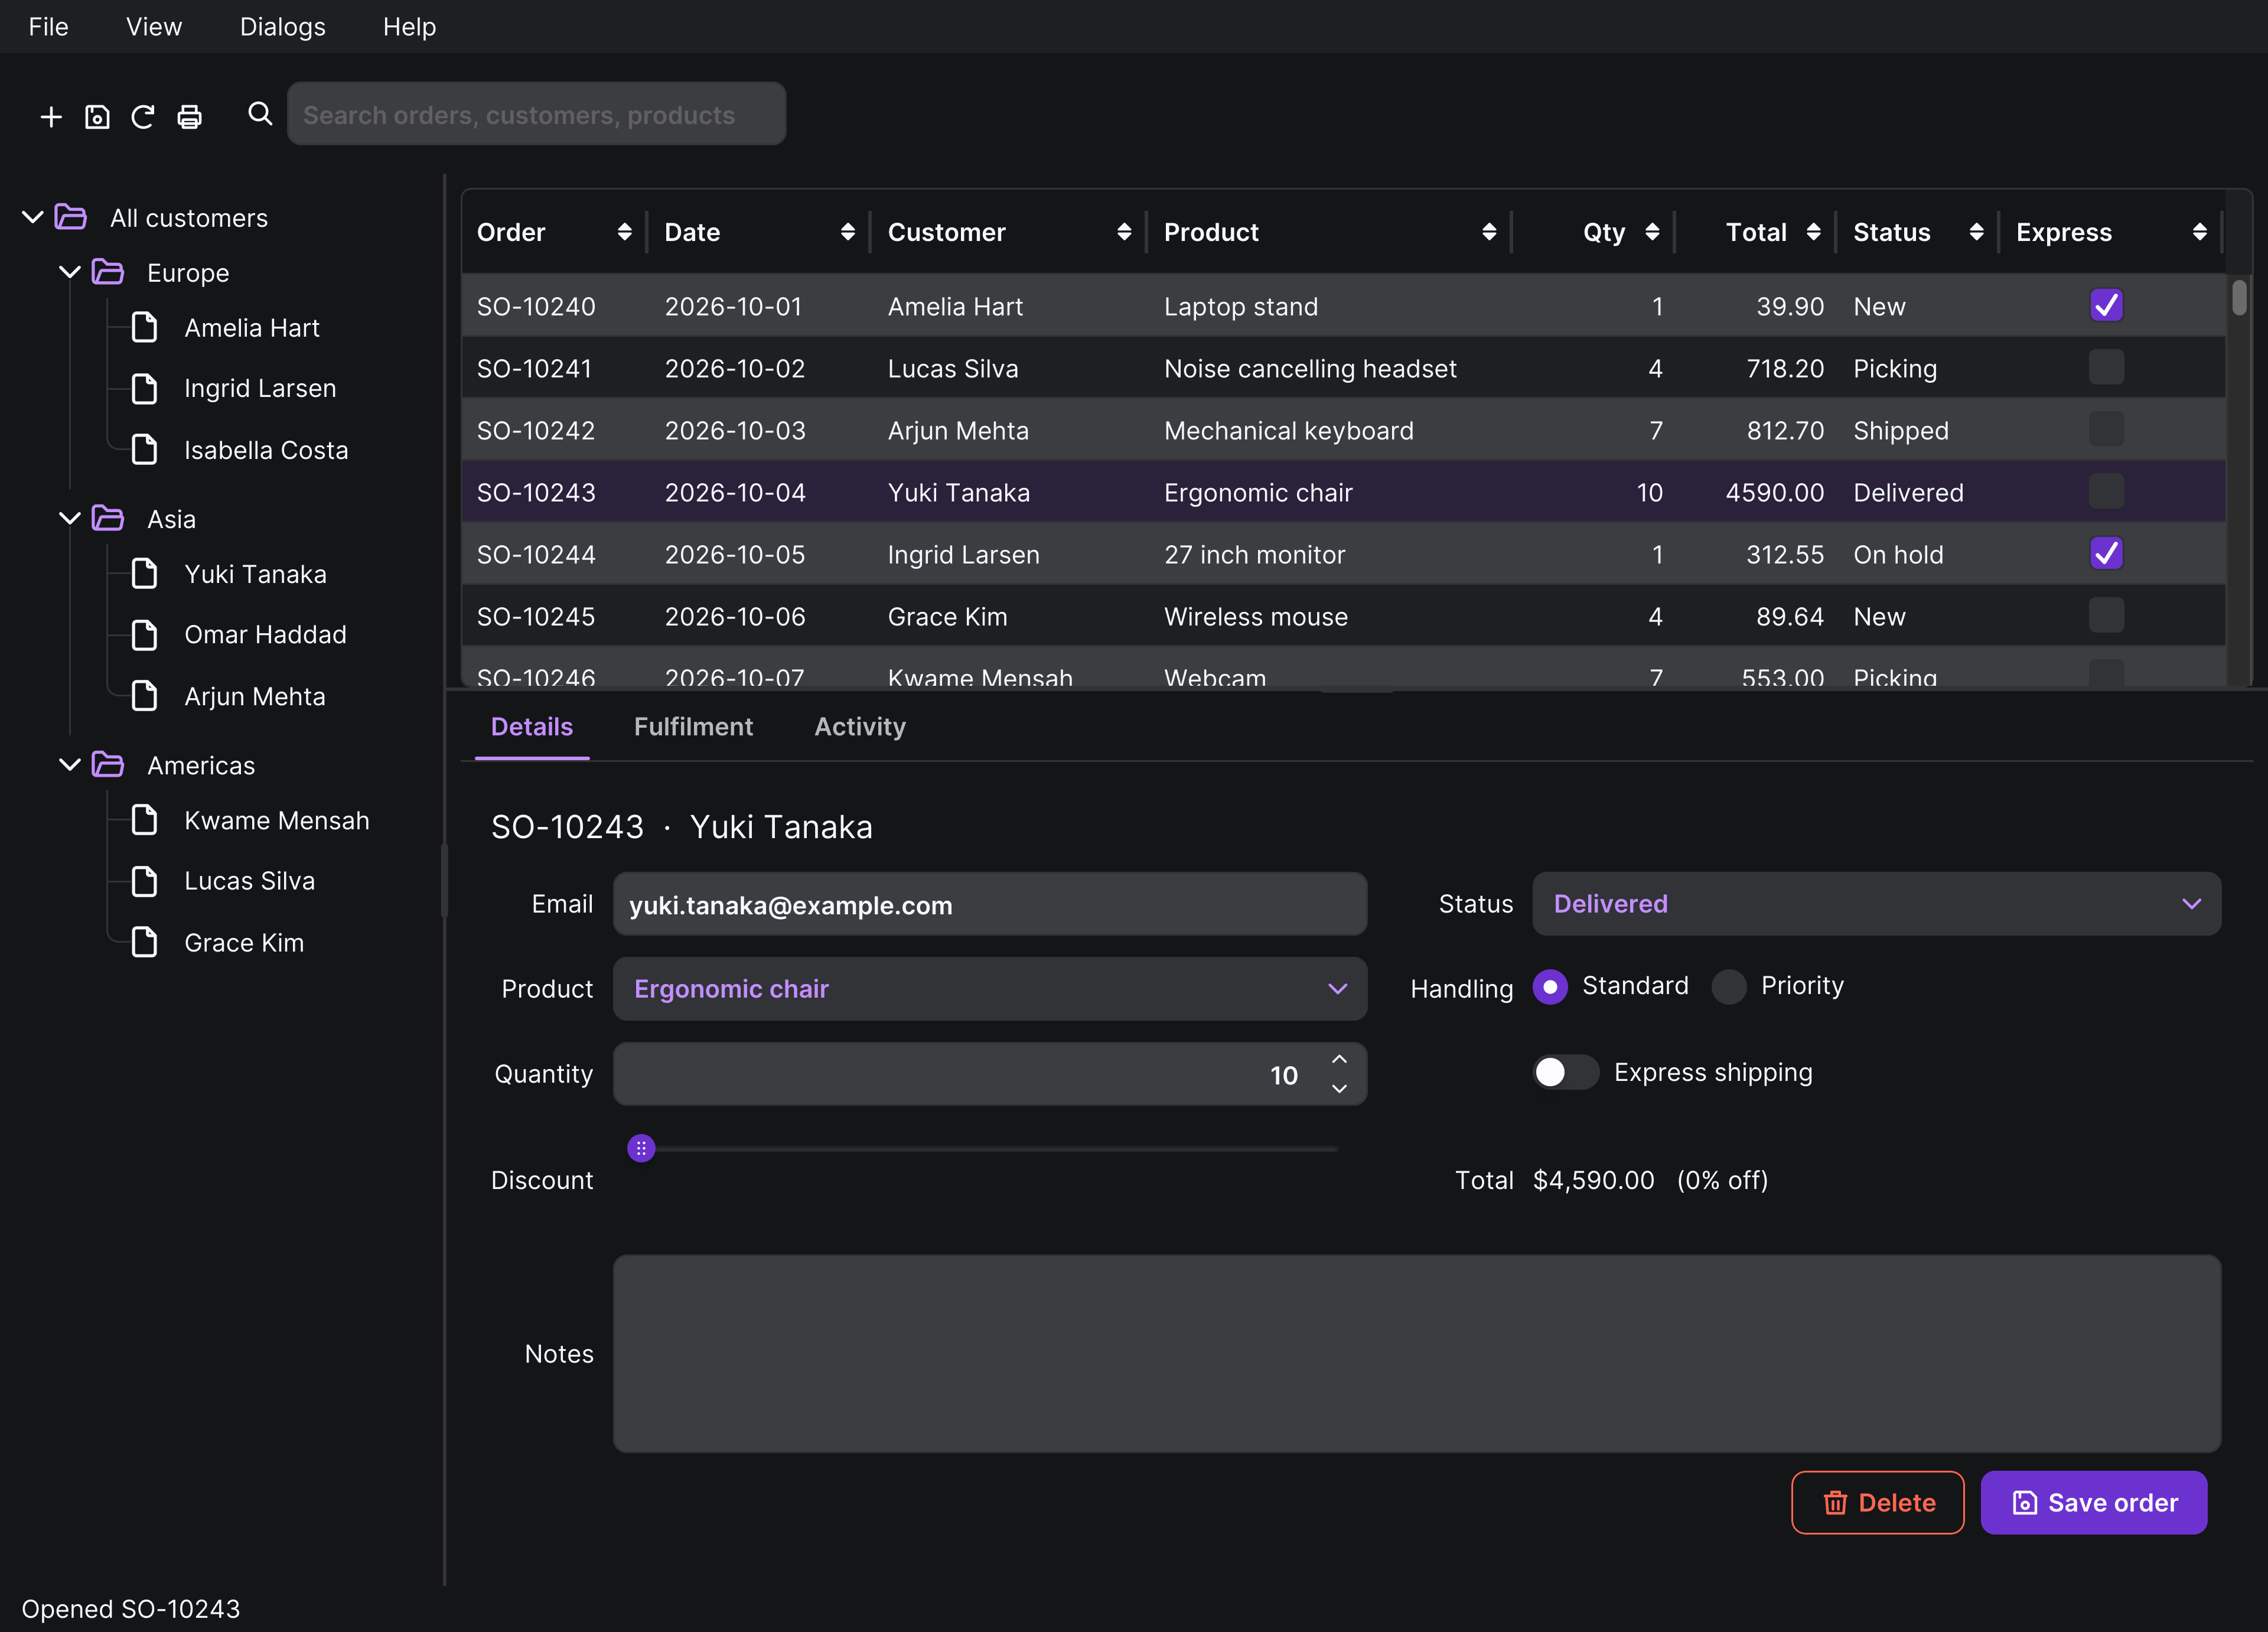 File View Dialogs Help
Search orders, customers, products
All customers
Europe
Amelia Hart
Ingrid Larsen
Isabella Costa
Asia
Yuki Tanaka
Omar Haddad
Arjun Mehta
Americas
Kwame Mensah
Lucas Silva
Grace Kim
Order Date Customer Product Qty Total Status Express
SO-10240 2026-10-01 Amelia Hart Laptop stand 1 39.90 New
SO-10241 2026-10-02 Lucas Silva Noise cancelling headset 4 718.20 Picking
SO-10242 2026-10-03 Arjun Mehta Mechanical keyboard 7 812.70 Shipped
SO-10243 2026-10-04 Yuki Tanaka Ergonomic chair 10 4590.00 Delivered
SO-10244 2026-10-05 Ingrid Larsen 27 inch monitor 1 312.55 On hold
SO-10245 2026-10-06 Grace Kim Wireless mouse 4 89.64 New
SO-10246 2026-10-07 Kwame Mensah Webcam 7 553.00 Picking
Details Fulfilment Activity
SO-10243 · Yuki Tanaka
Email yuki.tanaka@example.com Status Delivered
Product Ergonomic chair Handling Standard Priority
Quantity 10 Express shipping
Discount Total $4,590.00 (0% off)
Notes
Delete Save order
Opened SO-10243